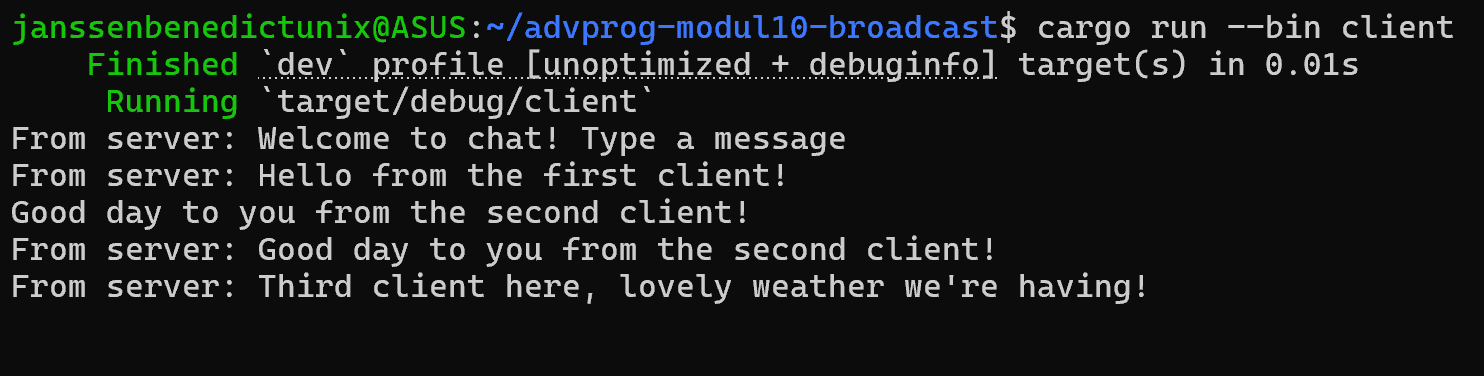 janssenbenedictunix@ASUS:~/advprog-modul10-broadcast$ cargo run --bin client
    Finished `dev` profile [unoptimized + debuginfo] target(s) in 0.01s
     Running `target/debug/client`
From server: Welcome to chat! Type a message
From server: Hello from the first client!
Good day to you from the second client!
From server: Good day to you from the second client!
From server: Third client here, lovely weather we're having!